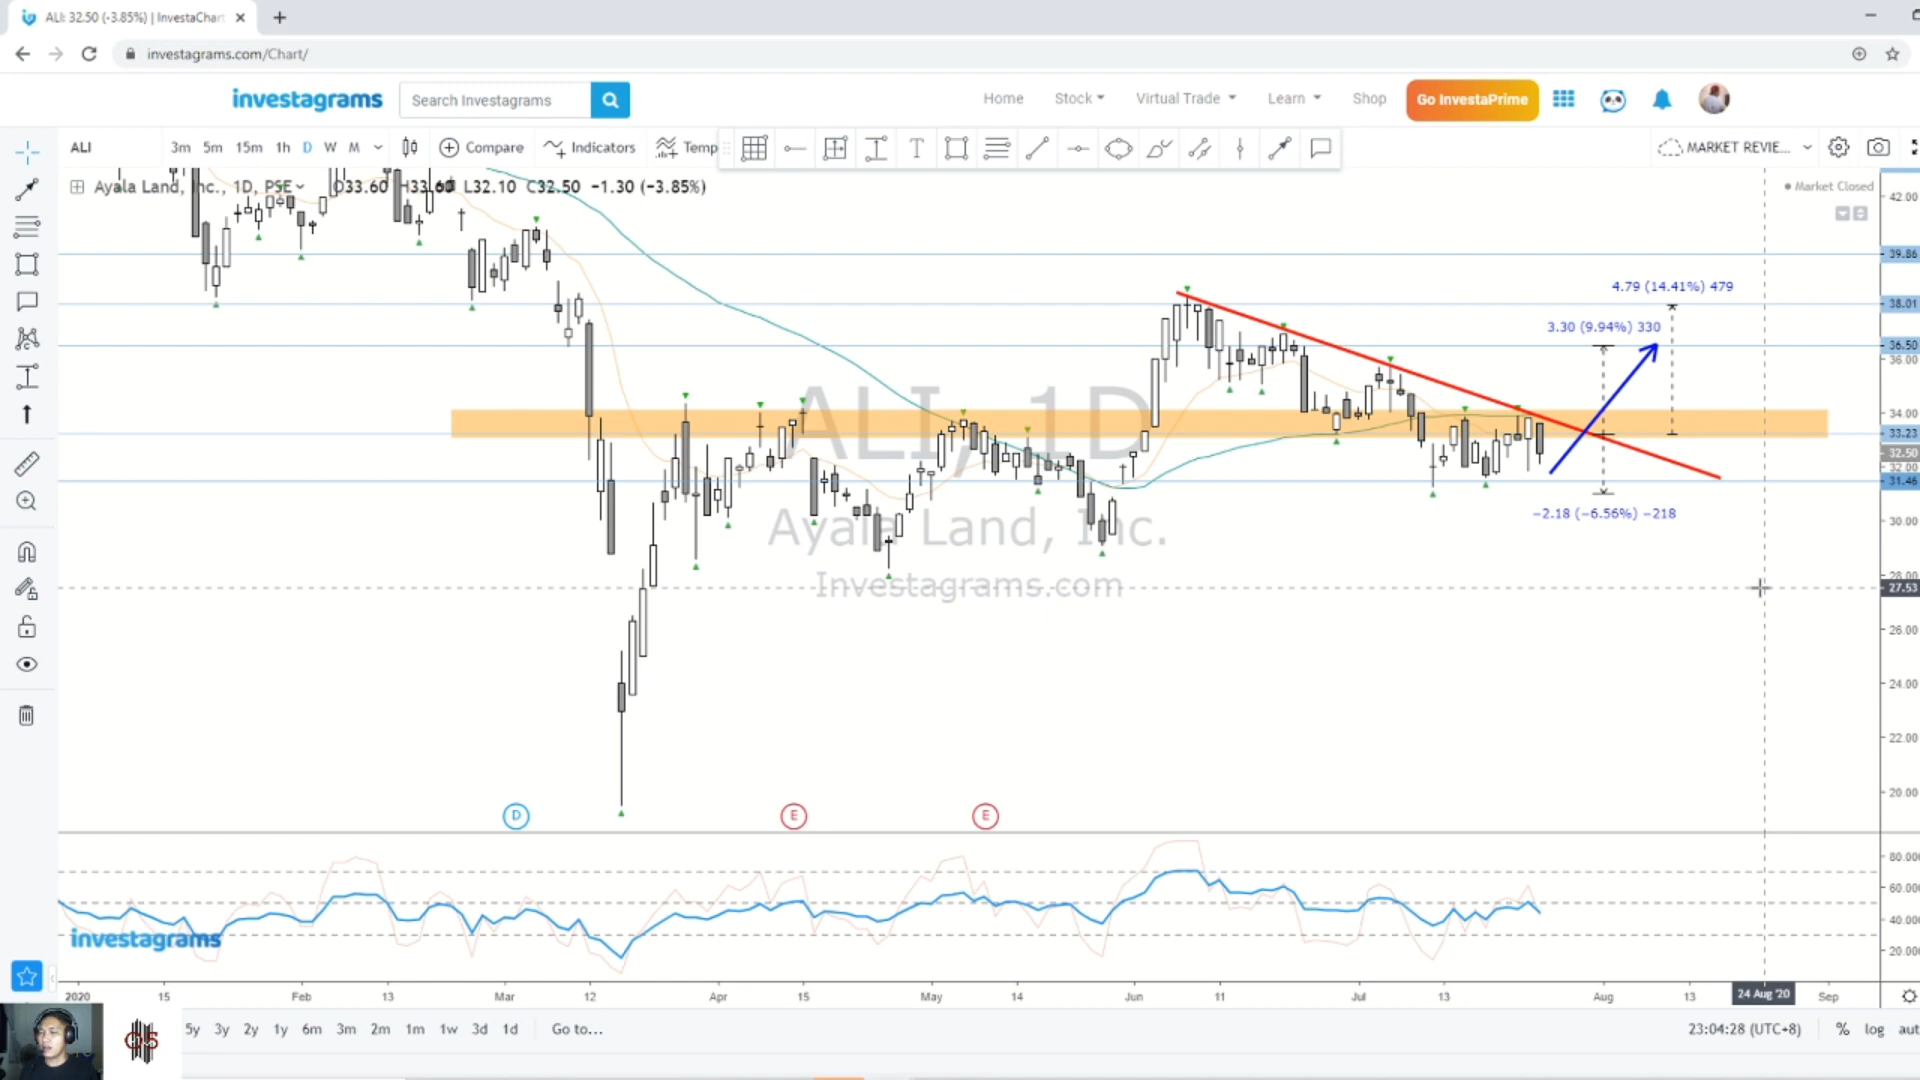 ALI: 32.50 (-3.85%) | InvestaChart
investagrams.com/Chart/
investagrams
Search Investagrams
Home Stock Virtual Trade Learn Shop Go InvestaPrime
ALI 3m 5m 15m 1h D W M Compare Indicators Temp MARKET REVIE...
Ayala Land, Inc., 1D, PSE O33.60 H33.60 L32.10 C32.50 −1.30 (−3.85%)
Market Closed
42.00
39.86
38.01
36.50
36.00
34.00
33.23
32.50
32.00
31.46
30.00
28.00
27.53
26.00
24.00
22.00
20.00
4.79 (14.41%) 479
3.30 (9.94%) 330
−2.18 (−6.56%) −218
ALI, 1D
Ayala Land, Inc.
Investagrams.com
D E E
80.000
60.000
40.000
20.000
investagrams
2020 15 Feb 13 Mar 12 Apr 15 May 14 Jun 11 Jul 13 Aug 13 24 Aug '20 Sep
5y 3y 2y 1y 6m 3m 2m 1m 1w 3d 1d Go to... 23:04:28 (UTC+8) % log aut